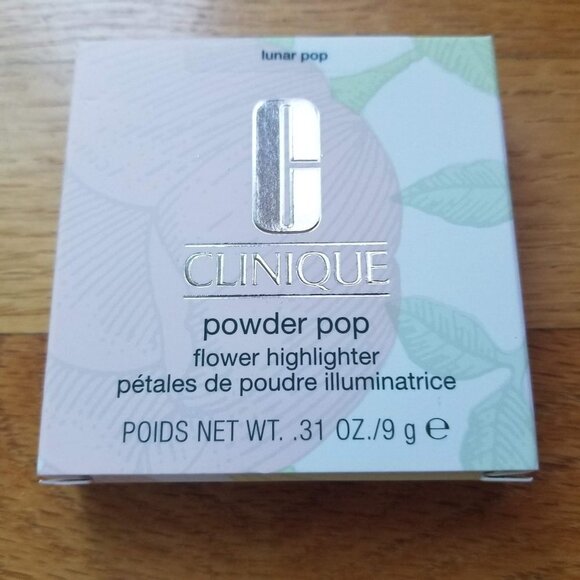 lunar pop
CLINIQUE
powder pop
flower highlighter
pétales de poudre illuminatrice
POIDS NET WT. .31 OZ./9 g ℮